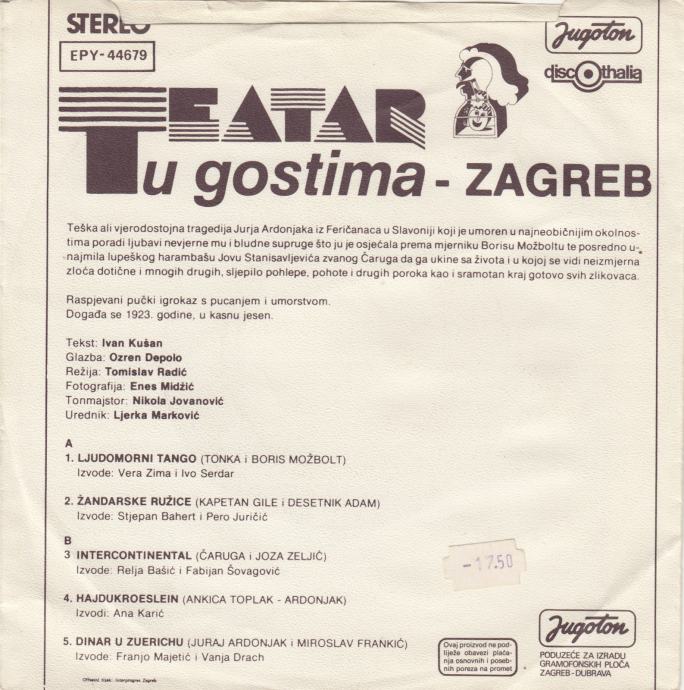 STEREO
EPY-44679
Jugoton
discothalia
TEATAR
u gostima - ZAGREB
Teška ali vjerodostojna tragedija Jurja Ardonjaka iz Feričanaca u Slavoniji koji je umoren u najneobičnijim okolnos-
tima poradi ljubavi nevjerne mu i bludne supruge što ju je osjećala prema mjerniku Borisu Možboltu te posredno u-
najmila lupeškog harambašu Jovu Stanisavljevića zvanog Čaruga da ga ukine sa života i u kojoj se vidi neizmjerna
zloća dotične i mnogih drugih, sljepilo pohlepe, pohote i drugih poroka kao i sramotan kraj gotovo svih zlikovaca.
Raspjevani pučki igrokaz s pucanjem i umorstvom.
Događa se 1923. godine, u kasnu jesen.
Tekst: Ivan Kušan
Glazba: Ozren Depolo
Režija: Tomislav Radić
Fotografija: Enes Midžić
Tonmajstor: Nikola Jovanović
Urednik: Ljerka Marković
A
1. LJUDOMORNI TANGO (TONKA i BORIS MOŽBOLT)
Izvode: Vera Zima i Ivo Serdar
2. ŽANDARSKE RUŽICE (KAPETAN GILE i DESETNIK ADAM)
Izvode: Stjepan Bahert i Pero Juričić
B
3 INTERCONTINENTAL (ČARUGA i JOZA ZELJIĆ)
Izvode: Relja Bašić i Fabijan Šovagović
4. HAJDUKROESLEIN (ANKICA TOPLAK - ARDONJAK)
Izvodi: Ana Karić
5. DINAR U ZUERICHU (JURAJ ARDONJAK i MIROSLAV FRANKIĆ)
Izvode: Franjo Majetić i Vanja Drach
- 17.50
Ovaj proizvod ne pod-
liježe obavezi plaća-
nja osnovnih i poseb-
nih poreza na promet
Jugoton
PODUZEĆE ZA IZRADU
GRAMOFONSKIH PLOČA
ZAGREB-DUBRAVA